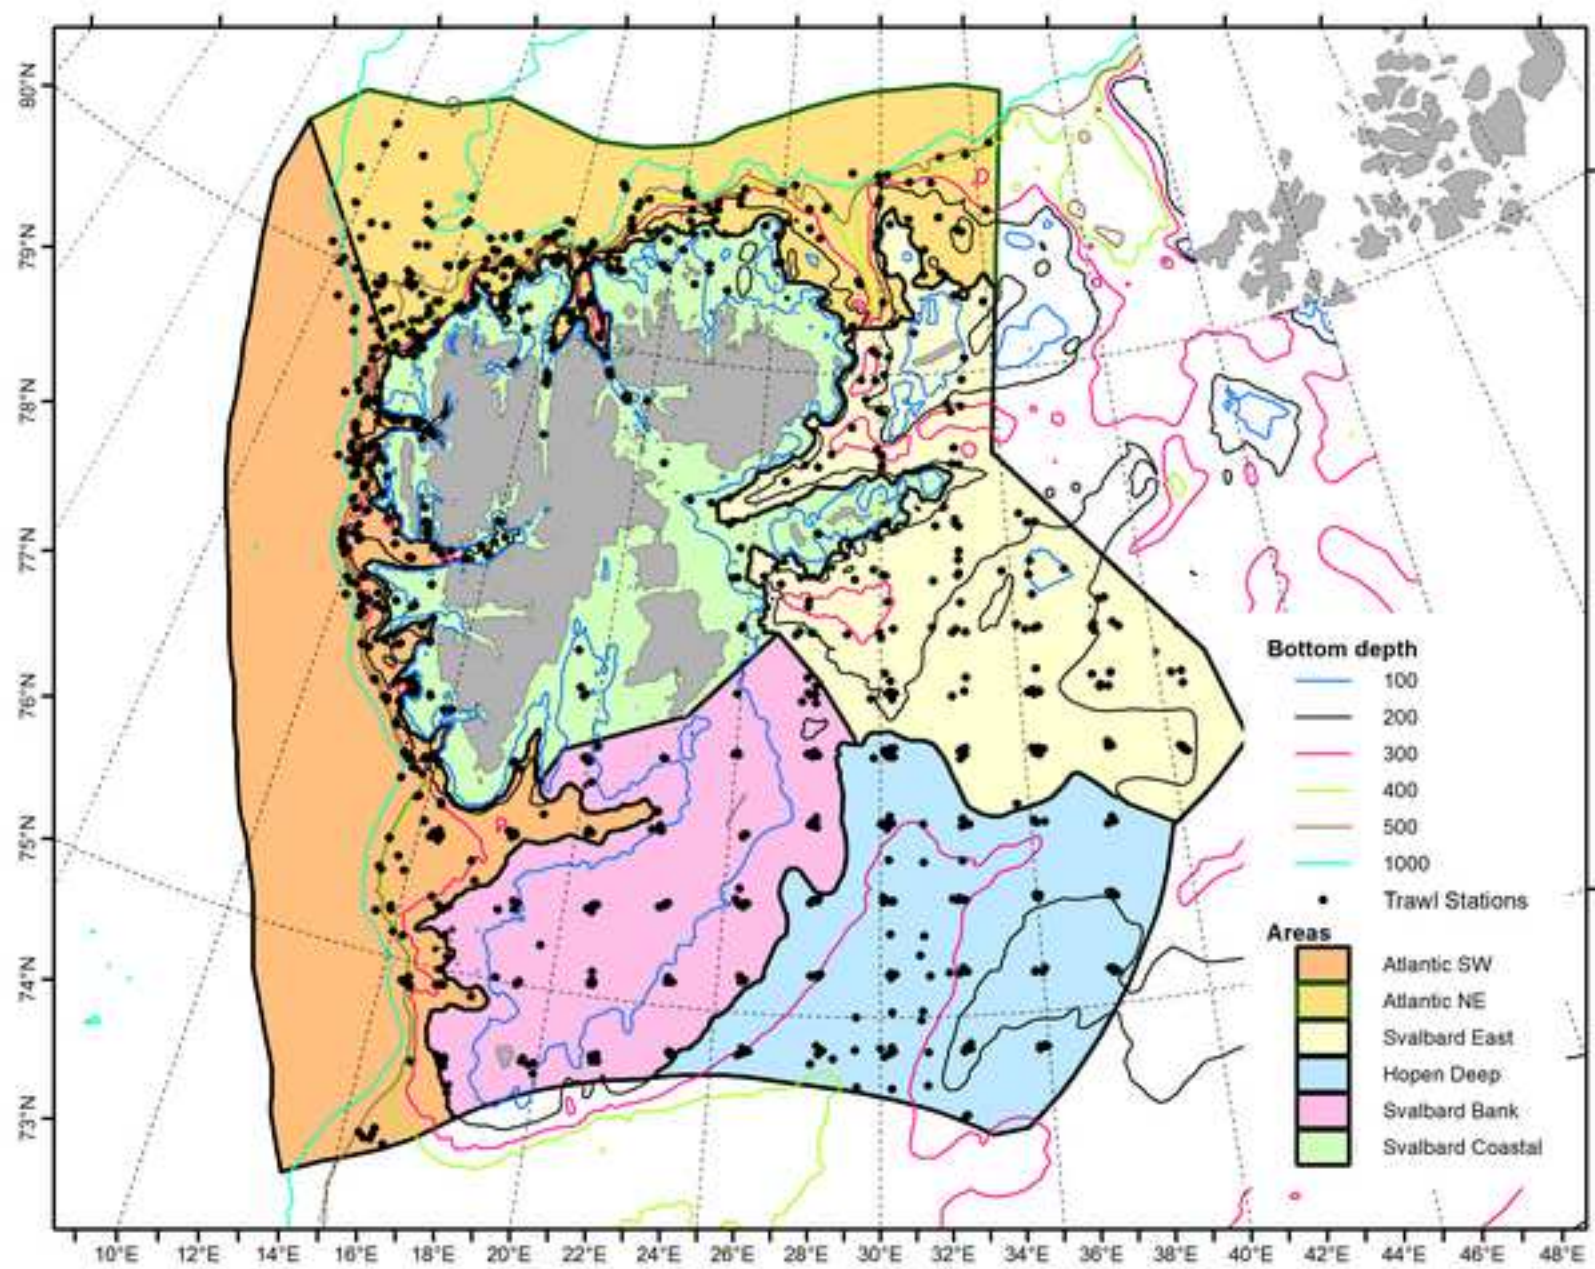 80°N
79°N
78°N
77°N
76°N
75°N
74°N
73°N
Bottom depth
100
200
300
400
500
1000
Trawl Stations
Areas
Atlantic SW
Atlantic NE
Svalbard East
Hopen Deep
Svalbard Bank
Svalbard Coastal
10°E 12°E 14°E 16°E 18°E 20°E 22°E 24°E 26°E 28°E 30°E 32°E 34°E 36°E 38°E 40°E 42°E 44°E 46°E 48°E